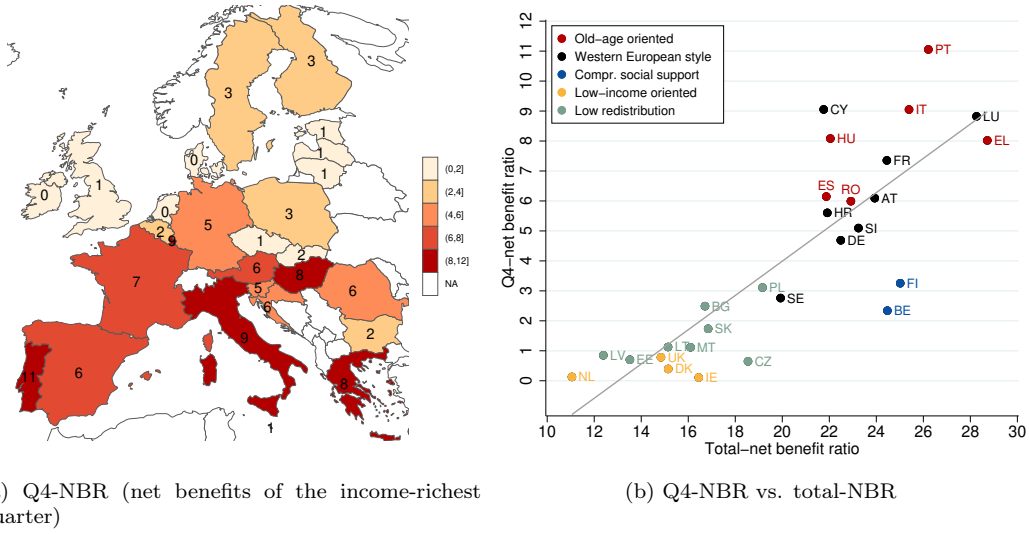 3
3
1
1
1
0
1
0
0
2
9
5
3
1
2
6
8
5
6
6
7
2
9
6
11
8
1
(0,2]
(2,4]
(4,6]
(6,8]
(8,12]
NA
) Q4-NBR (net benefits of the income-richest
uarter)
Old-age oriented
Western European style
Compr. social support
Low-income oriented
Low redistribution
Q4-net benefit ratio
12
11
10
9
8
7
6
5
4
3
2
1
0
PT
CY
IT
LU
HU
EL
FR
ES
RO
AT
HR
SI
DE
FI
PL
SE
BG
BE
SK
LT
MT
LV
EE
UK
CZ
DK
NL
IE
10 12 14 16 18 20 22 24 26 28 30
Total-net benefit ratio
(b) Q4-NBR vs. total-NBR